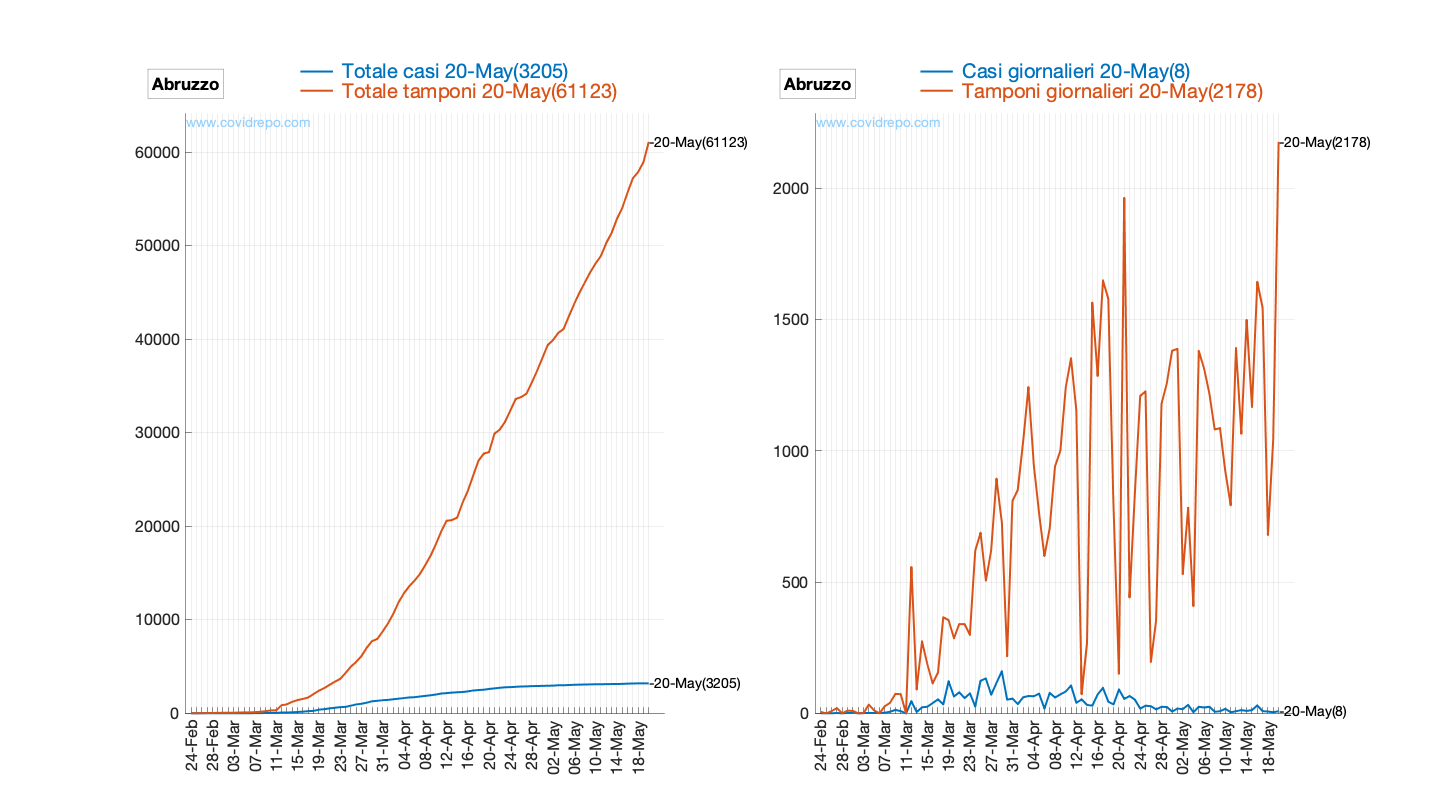 Abruzzo
Totale casi 20-May(3205)
Totale tamponi 20-May(61123)
www.covidrepo.com
20-May(61123)
60000
50000
40000
30000
20000
10000
0
20-May(3205)
24-Feb
28-Feb
03-Mar
07-Mar
11-Mar
15-Mar
19-Mar
23-Mar
27-Mar
31-Mar
04-Apr
08-Apr
12-Apr
16-Apr
20-Apr
24-Apr
28-Apr
02-May
06-May
10-May
14-May
18-May
Abruzzo
Casi giornalieri 20-May(8)
Tamponi giornalieri 20-May(2178)
www.covidrepo.com
20-May(2178)
2000
1500
1000
500
0
20-May(8)
24-Feb
28-Feb
03-Mar
07-Mar
11-Mar
15-Mar
19-Mar
23-Mar
27-Mar
31-Mar
04-Apr
08-Apr
12-Apr
16-Apr
20-Apr
24-Apr
28-Apr
02-May
06-May
10-May
14-May
18-May